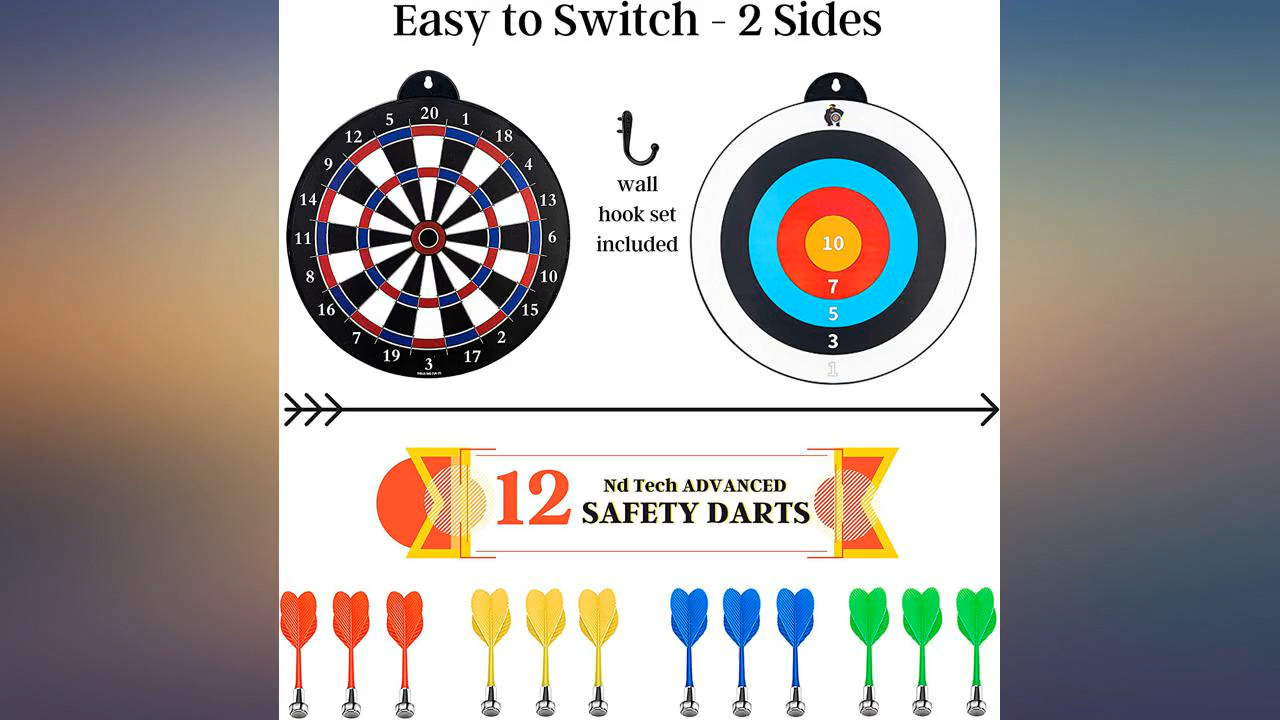 Easy to Switch - 2 Sides
20
5 1
12 18
9 4
14 13
11 6
8 10
16 15
7 2
19 17
3
wall
hook set
included
10
7
5
3
1
12
Nd Tech ADVANCED
SAFETY DARTS